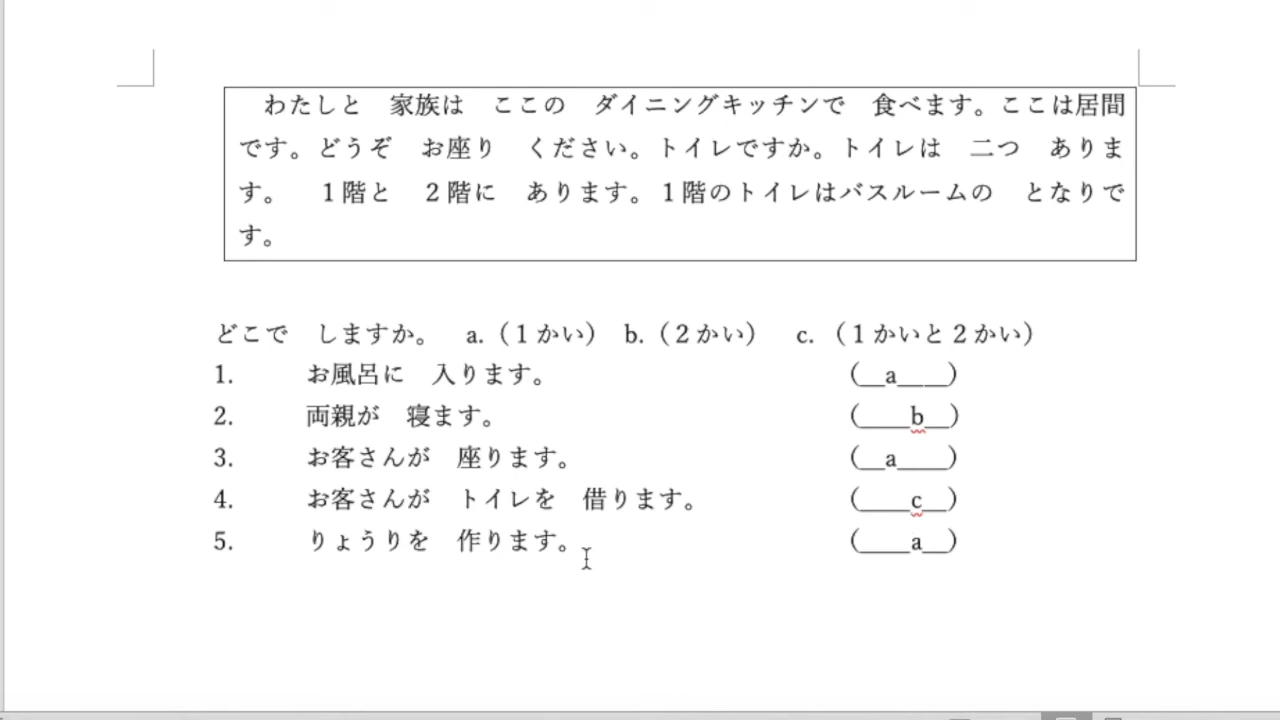 わたしと　家族は　ここの　ダイニングキッチンで　食べます。ここは居間
です。どうぞ　お座り　ください。トイレですか。トイレは　二つ　ありま
す。　１階と　２階に　あります。１階のトイレはバスルームの　となりで
す。
どこで　しますか。　a.（１かい）　b.（２かい）　c.（１かいと２かい）
1.　お風呂に　入ります。　(__a____)
2.　両親が　寝ます。　(____b__)
3.　お客さんが　座ります。　(__a____)
4.　お客さんが　トイレを　借ります。　(____c__)
5.　りょうりを　作ります。　(____a__)